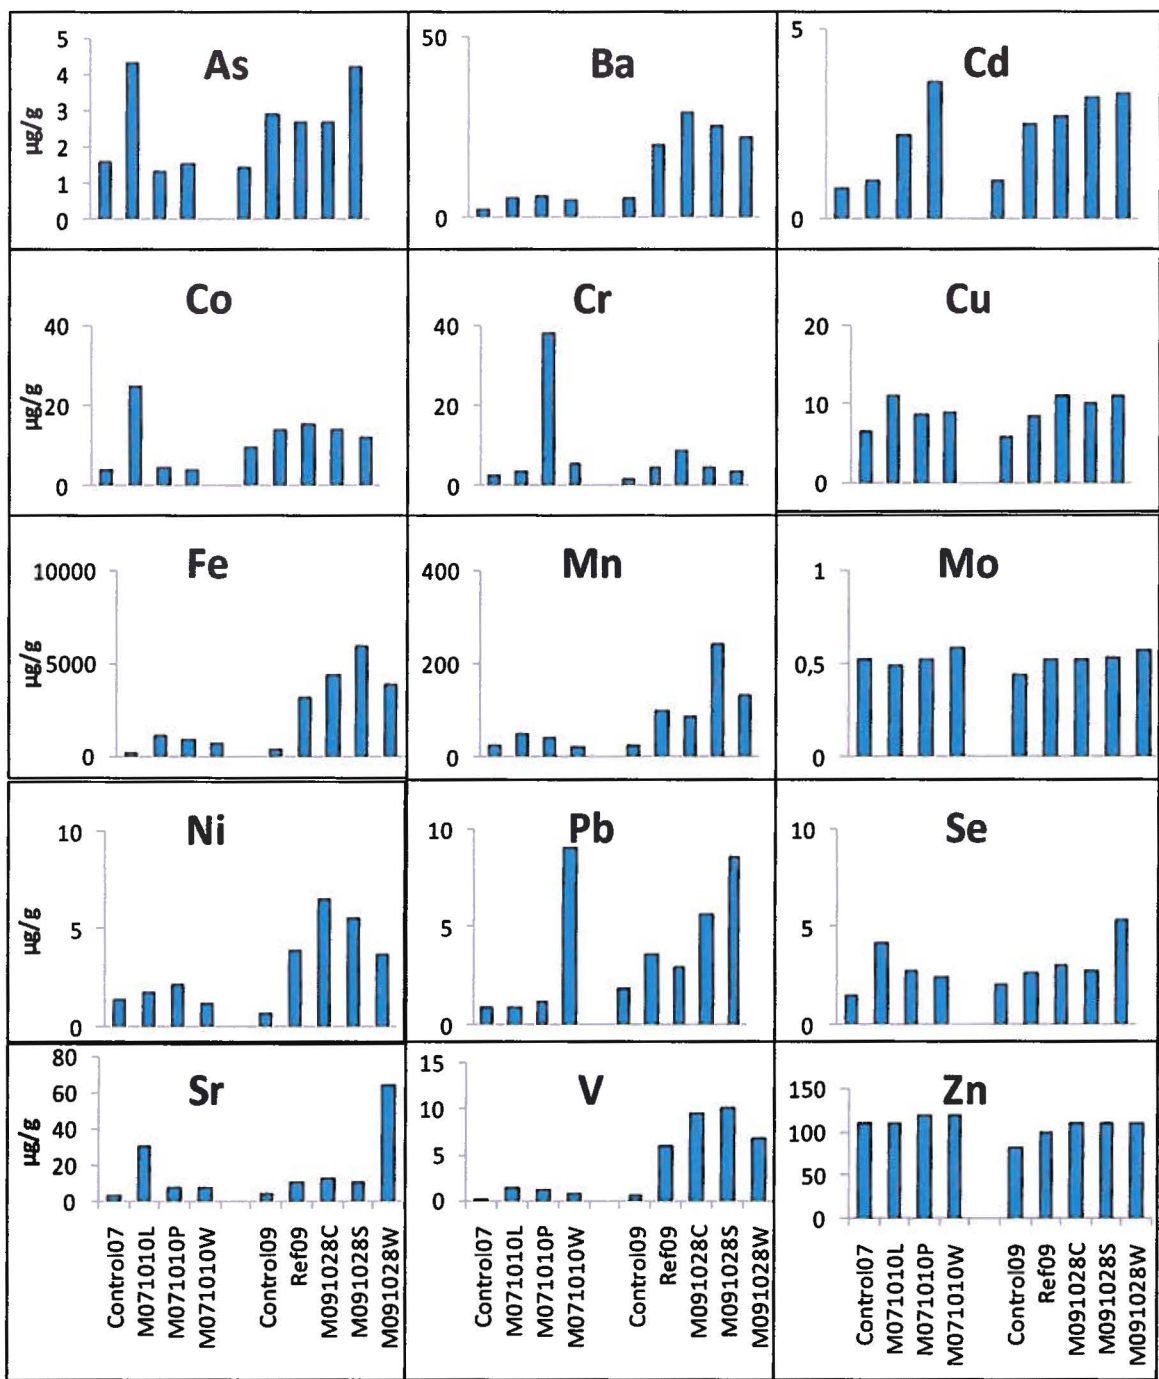 As
Ba
Cd
µg/g
5
4
3
2
1
0
50
0
5
0
Co
Cr
Cu
µg/g
40
20
0
40
20
0
20
10
0
Fe
Mn
Mo
µg/g
10000
5000
0
400
200
0
1
0,5
0
Ni
Pb
Se
µg/g
10
5
0
10
5
0
10
5
0
Sr
V
Zn
µg/g
80
60
40
20
0
15
10
5
0
150
100
50
0
Control07
M071010L
M071010P
M071010W
Control09
Ref09
M091028C
M091028S
M091028W
Control07
M071010L
M071010P
M071010W
Control09
Ref09
M091028C
M091028S
M091028W
Control07
M071010L
M071010P
M071010W
Control09
Ref09
M091028C
M091028S
M091028W